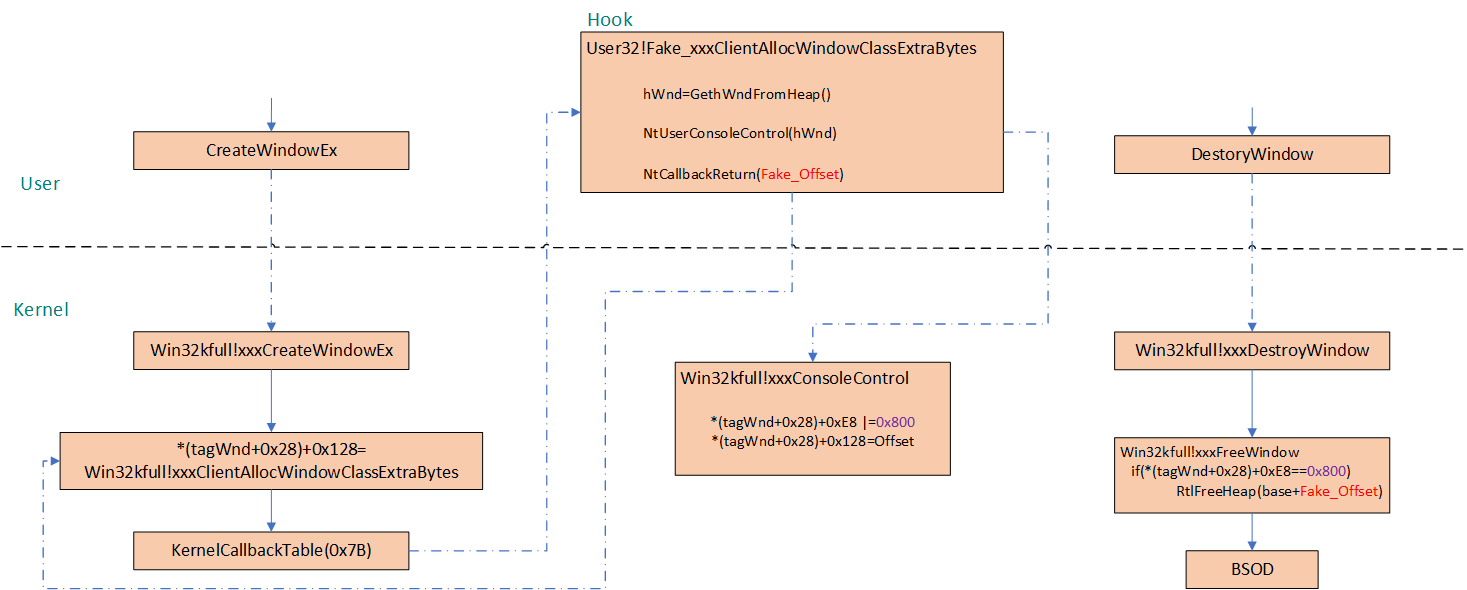 Hook
User32!Fake_xxxClientAllocWindowClassExtraBytes
hWnd=GethWndFromHeap()
NtUserConsoleControl(hWnd)
NtCallbackReturn(Fake_Offset)
CreateWindowEx
DestoryWindow
User
Kernel
Win32kfull!xxxCreateWindowEx
*(tagWnd+0x28)+0x128=
Win32kfull!xxxClientAllocWindowClassExtraBytes
KernelCallbackTable(0x7B)
Win32kfull!xxxConsoleControl
*(tagWnd+0x28)+0xE8 |=0x800
*(tagWnd+0x28)+0x128=Offset
Win32kfull!xxxDestroyWindow
Win32kfull!xxxFreeWindow
if(*(tagWnd+0x28)+0xE8==0x800)
RtlFreeHeap(base+Fake_Offset)
BSOD